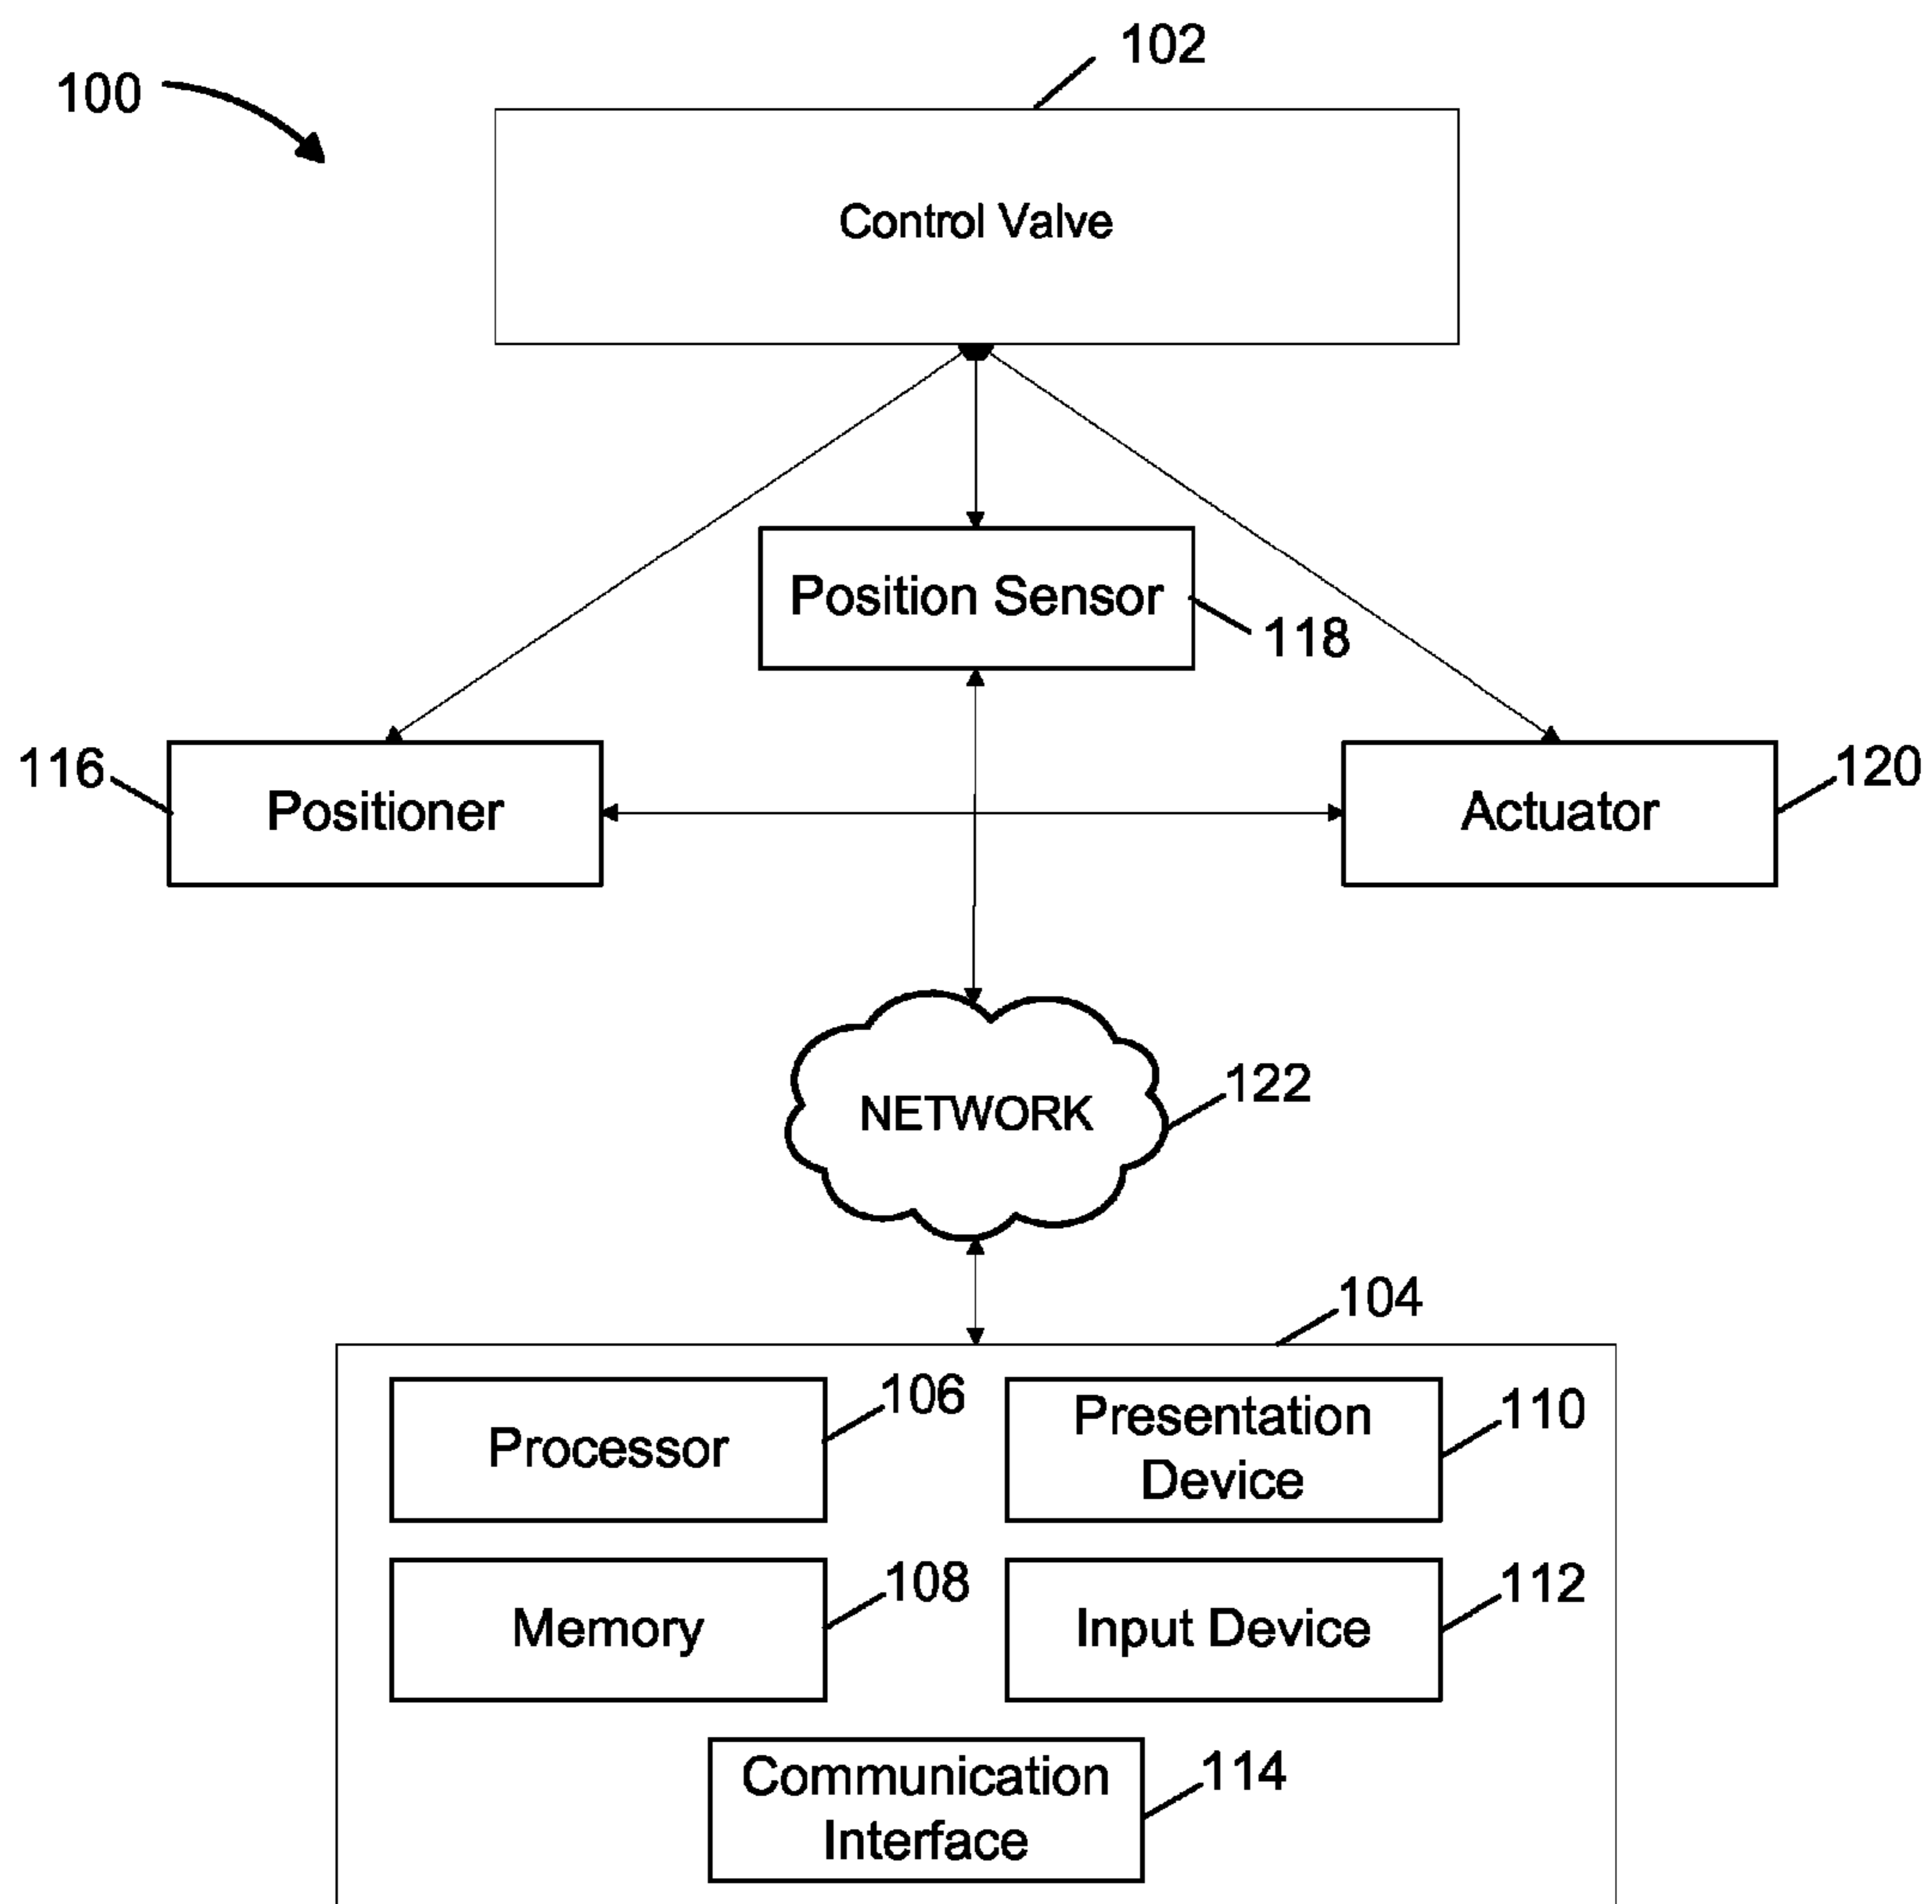 102
100
Control Valve
Position Sensor
118
116
Positioner
Actuator
120
NETWORK
122
104
Processor
106
Presentation
Device
110
Memory
108
Input Device
112
Communication
Interface
114